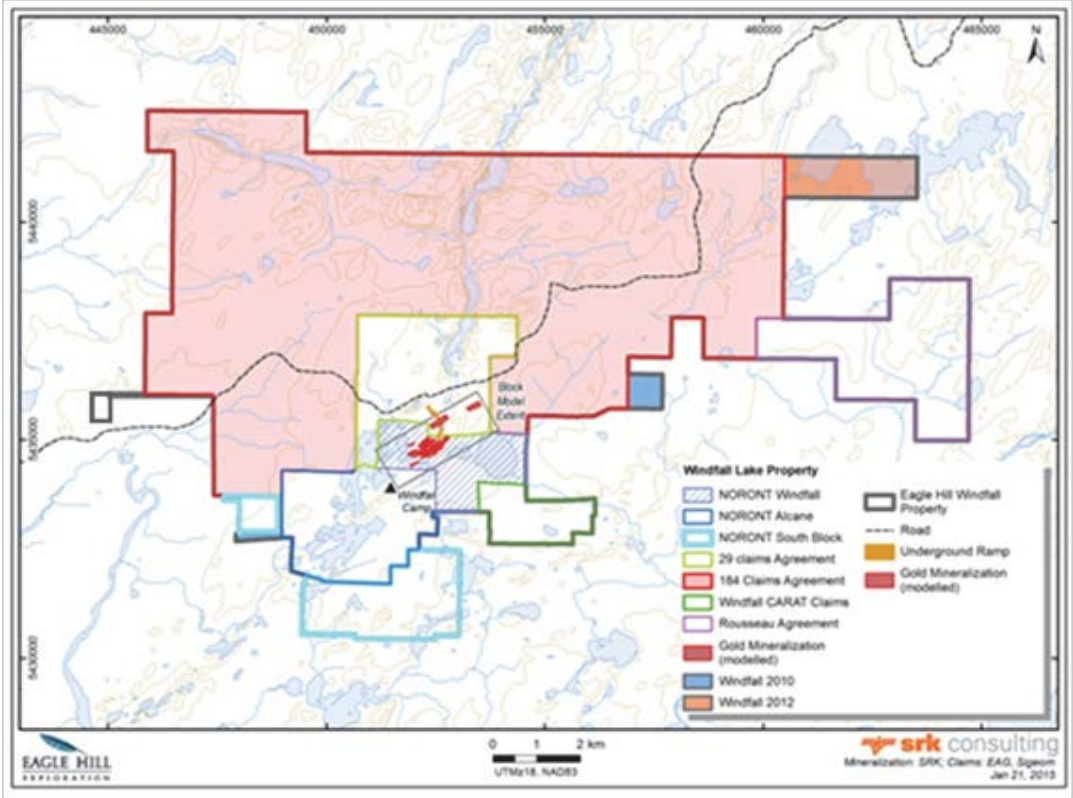 445000 450000 455000 460000 465000
N
5440000
5435000
5430000
Block
Model
Extent
Windfall
Camp
Windfall Lake Property
NORONT Windfall
NORONT Alcane
NORONT South Block
29 claims Agreement
184 Claims Agreement
Windfall CARAT Claims
Rousseau Agreement
Gold Mineralization
(modelled)
Windfall 2010
Windfall 2012
Eagle Hill Windfall
Property
Road
Underground Ramp
Gold Mineralization
(modelled)
EAGLE HILL
EXPLORATION
0 1 2 km
UTMz18, NAD83
srk consulting
Mineralization: SRK; Claims: EAG, Sigeom
Jan 21, 2015